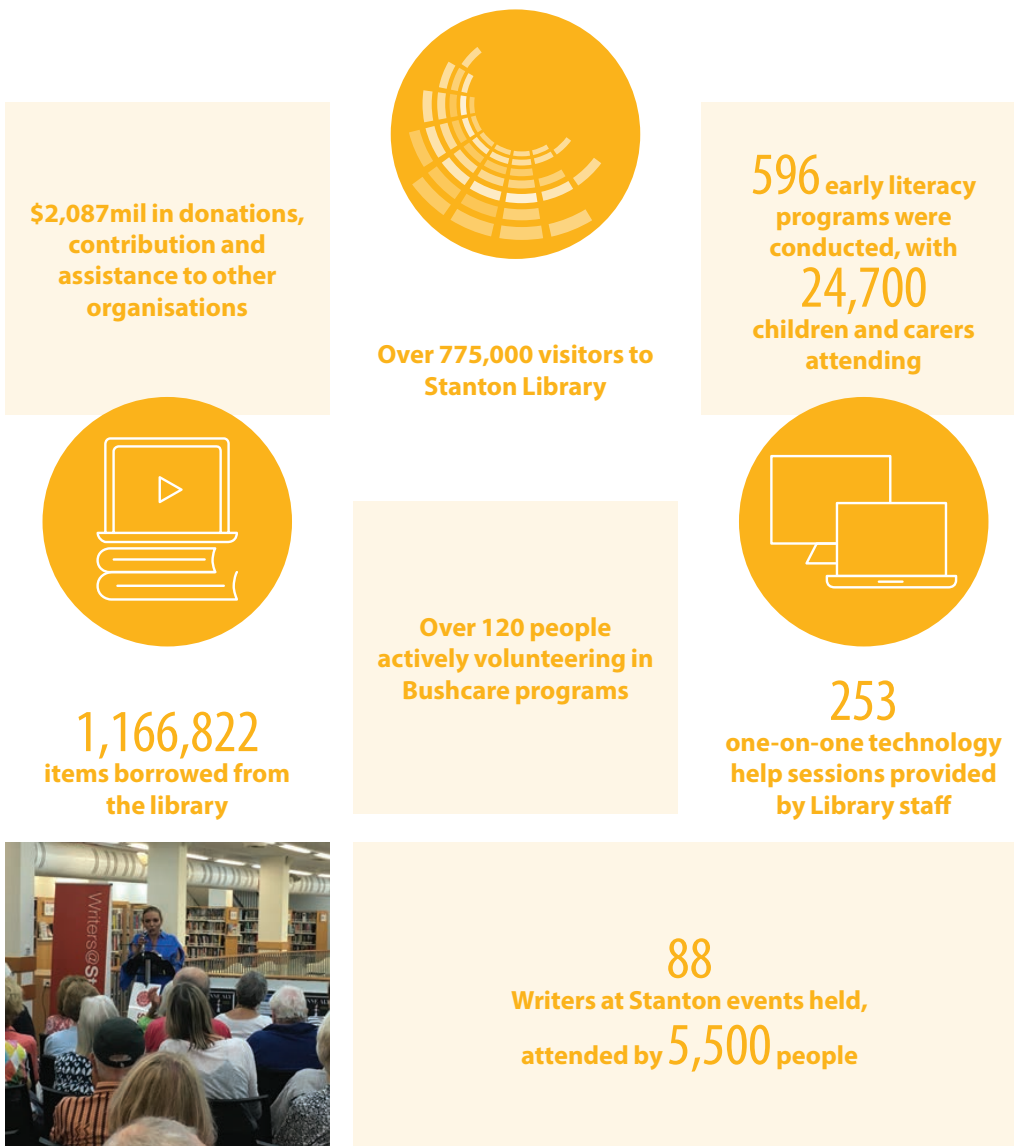 $2,087mil in donations,
contribution and
assistance to other
organisations
Over 775,000 visitors to
Stanton Library
596 early literacy
programs were
conducted, with
24,700
children and carers
attending
1,166,822
items borrowed from
the library
Over 120 people
actively volunteering in
Bushcare programs
253
one-on-one technology
help sessions provided
by Library staff
Writers@St
88
Writers at Stanton events held,
attended by 5,500 people